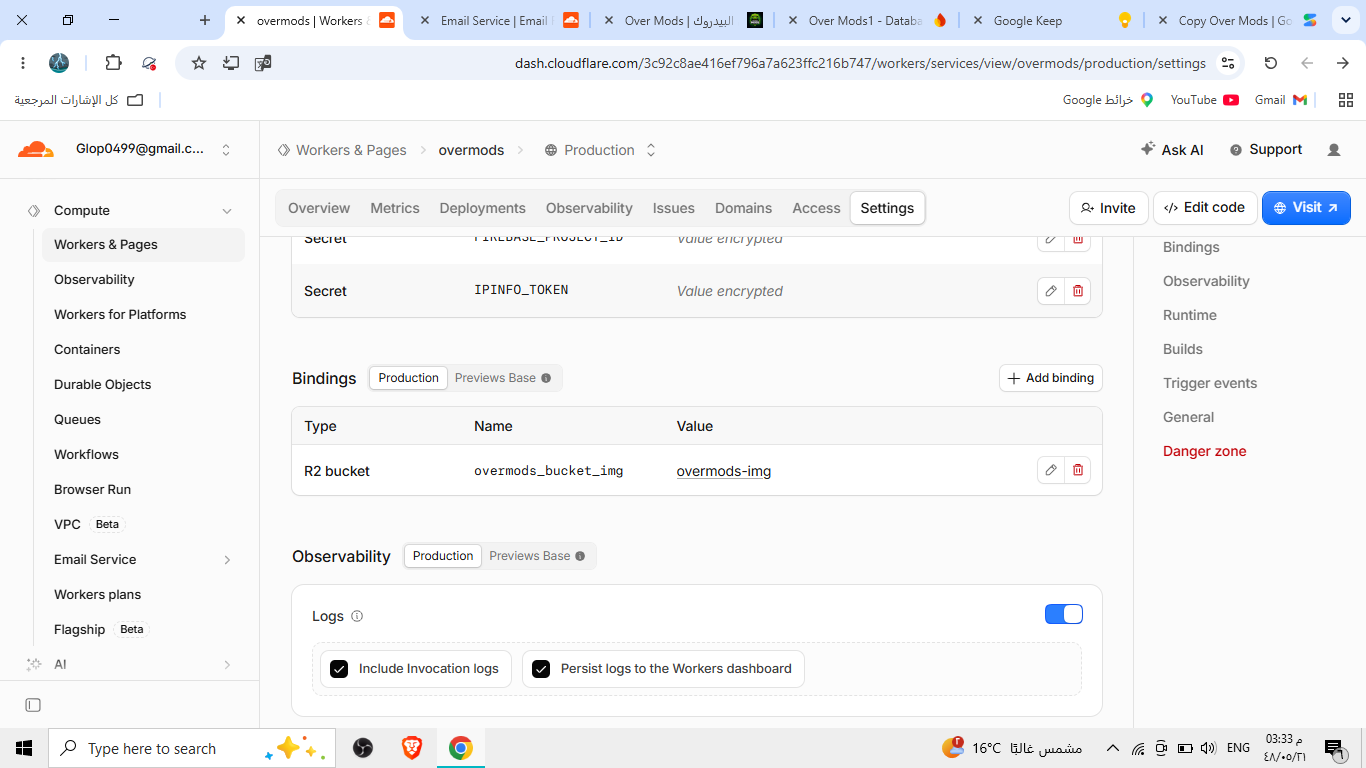 overmods | Workers &
Email Service | Email
Over Mods | البيدروك
Over Mods1 - Databa
Google Keep
Copy Over Mods | Go
dash.cloudflare.com/3c92c8ae416ef796a7a623ffc216b747/workers/services/view/overmods/production/settings
كل الإشارات المرجعية
خرائط Google
YouTube
Gmail
Glop0499@gmail.c...
Workers & Pages
overmods
Production
Ask AI
Support
Compute
Workers & Pages
Observability
Workers for Platforms
Containers
Durable Objects
Queues
Workflows
Browser Run
VPC Beta
Email Service
Workers plans
Flagship Beta
AI
Overview
Metrics
Deployments
Observability
Issues
Domains
Access
Settings
Invite
</> Edit code
Visit
Secret FIREBASE_PROJECT_ID Value encrypted
Secret IPINFO_TOKEN Value encrypted
Bindings Production Previews Base
Add binding
Type Name Value
R2 bucket overmods_bucket_img overmods-img
Observability Production Previews Base
Logs
Include Invocation logs
Persist logs to the Workers dashboard
Bindings
Observability
Runtime
Builds
Trigger events
General
Danger zone
Type here to search
16°C مشمس غالبًا
ENG
03:33 م
٤٨/٠٥/٢١
٦